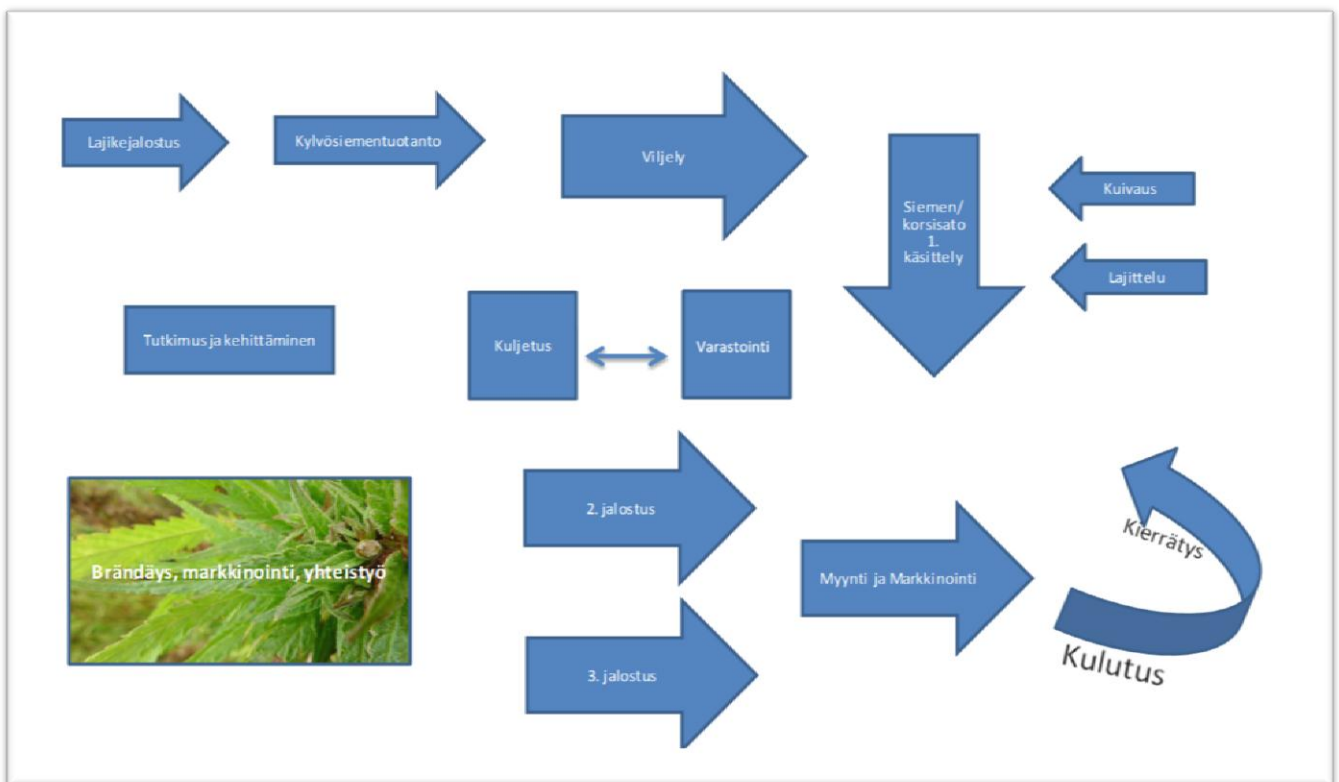 Lajikejalostus
Kylvösiementuotanto
Viljely
Siemen/
korsisato
1.
käsittely
Kuivaus
Lajittelu
Tutkimus ja kehittäminen
Kuljetus
Varastointi
Brändäys, markkinointi, yhteistyö
2. jalostus
3. jalostus
Myynti ja Markkinointi
Kierrätys
Kulutus